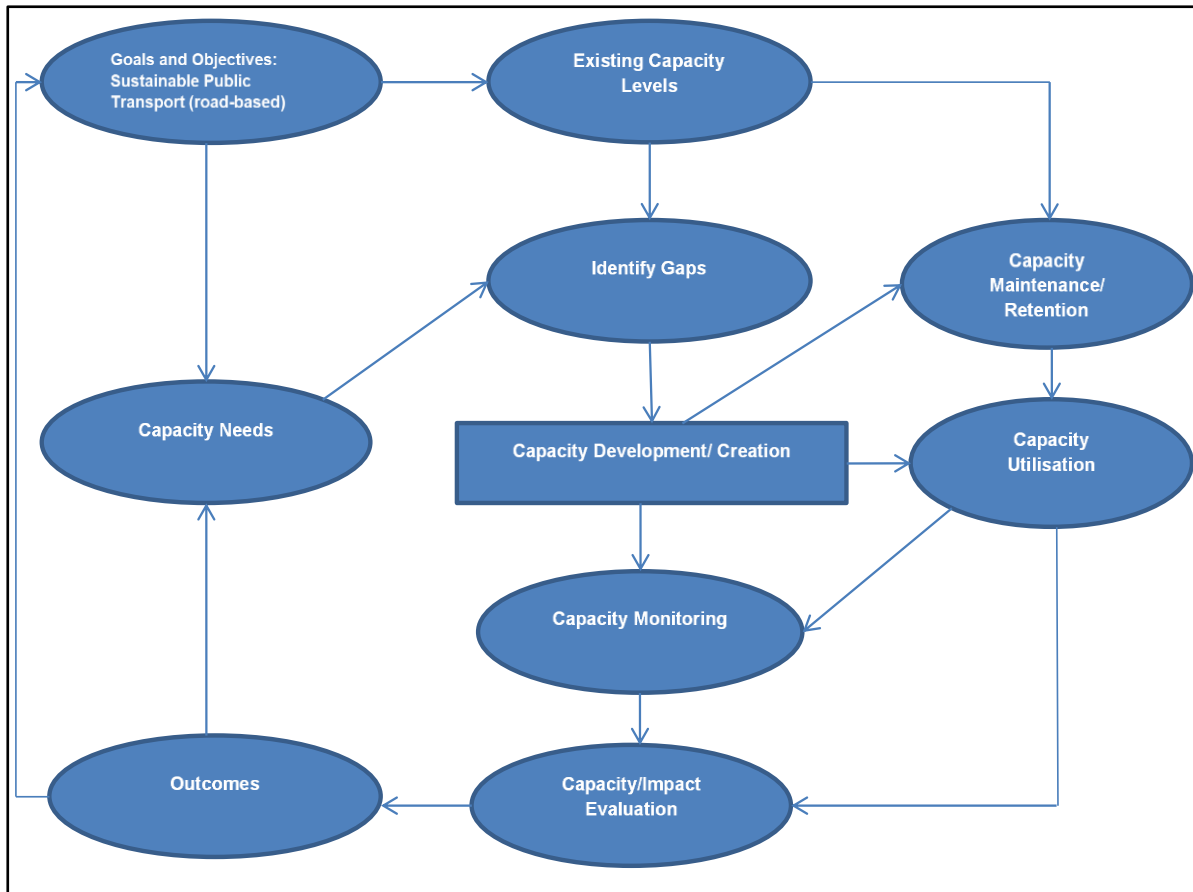 Goals and Objectives:
Sustainable Public
Transport (road-based)
Existing Capacity
Levels
Identify Gaps
Capacity
Maintenance/
Retention
Capacity Needs
Capacity Development/ Creation
Capacity
Utilisation
Capacity Monitoring
Outcomes
Capacity/Impact
Evaluation